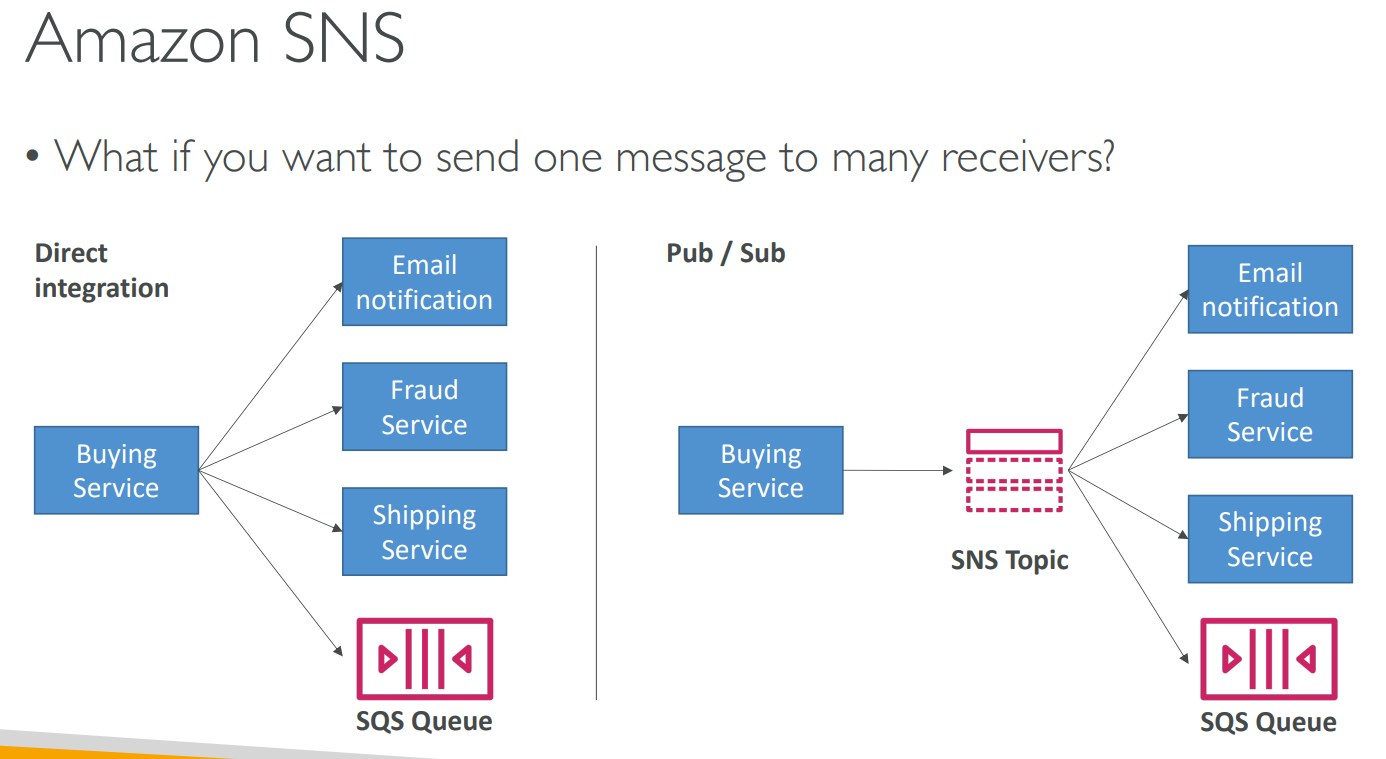 Amazon SNS
• What if you want to send one message to many receivers?
Direct
integration
Email
notification
Fraud
Service
Buying
Service
Shipping
Service
SQS Queue
Pub / Sub
Buying
Service
SNS Topic
Email
notification
Fraud
Service
Shipping
Service
SQS Queue